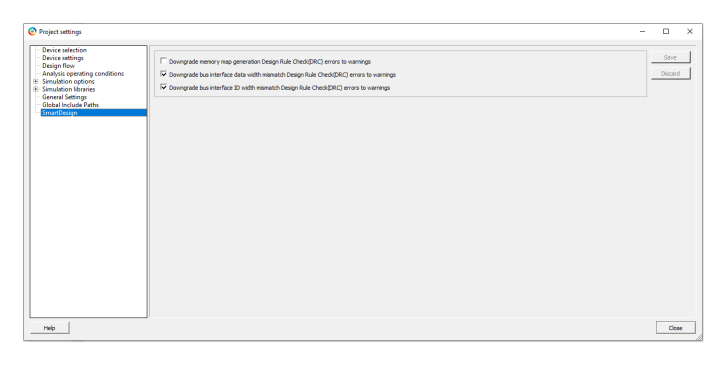 Project settings
Device selection
Device settings
Design flow
Analysis operating conditions
Simulation options
Simulation libraries
General Settings
Global Include Paths
SmartDesign
Downgrade memory map generation Design Rule Check(DRC) errors to warnings
Downgrade bus interface data width mismatch Design Rule Check(DRC) errors to warnings
Downgrade bus interface ID width mismatch Design Rule Check(DRC) errors to warnings
Save
Discard
Help
Close